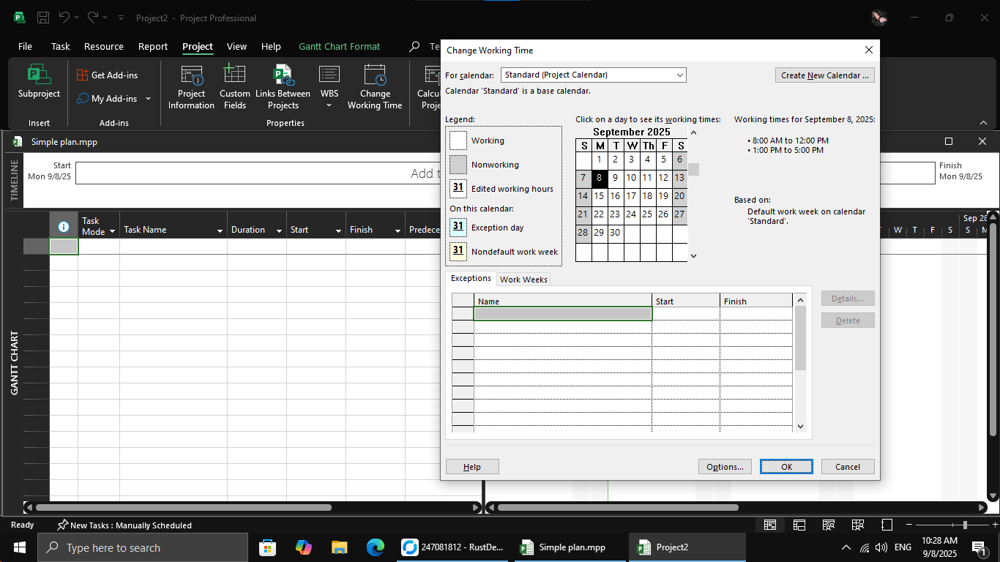 Project2 - Project Professional
File Task Resource Report Project View Help Gantt Chart Format
Subproject
Get Add-ins
My Add-ins
Project
Information
Custom
Fields
Links Between
Projects
WBS
Change
Working Time
Insert
Add-ins
Properties
Simple plan.mpp
TIMELINE
Start
Mon 9/8/25
Finish
Mon 9/8/25
GANTT CHART
Task
Mode
Task Name
Duration
Start
Finish
Sep 28
W T F S S
Change Working Time
For calendar: Standard (Project Calendar)
Create New Calendar ...
Calendar 'Standard' is a base calendar.
Legend:
Working
Nonworking
31 Edited working hours
On this calendar:
31 Exception day
31 Nondefault work week
Click on a day to see its working times:
September 2025
S M T W Th F S
1 2 3 4 5 6
7 8 9 10 11 12 13
14 15 16 17 18 19 20
21 22 23 24 25 26 27
28 29 30
Working times for September 8, 2025:
• 8:00 AM to 12:00 PM
• 1:00 PM to 5:00 PM
Based on:
Default work week on calendar
'Standard'.
Exceptions Work Weeks
Name Start Finish
Details...
Delete
Help
Options...
OK
Cancel
Ready
New Tasks : Manually Scheduled
Type here to search
247081812 - RustDe...
Simple plan.mpp
Project2
ENG
10:28 AM
9/8/2025
1